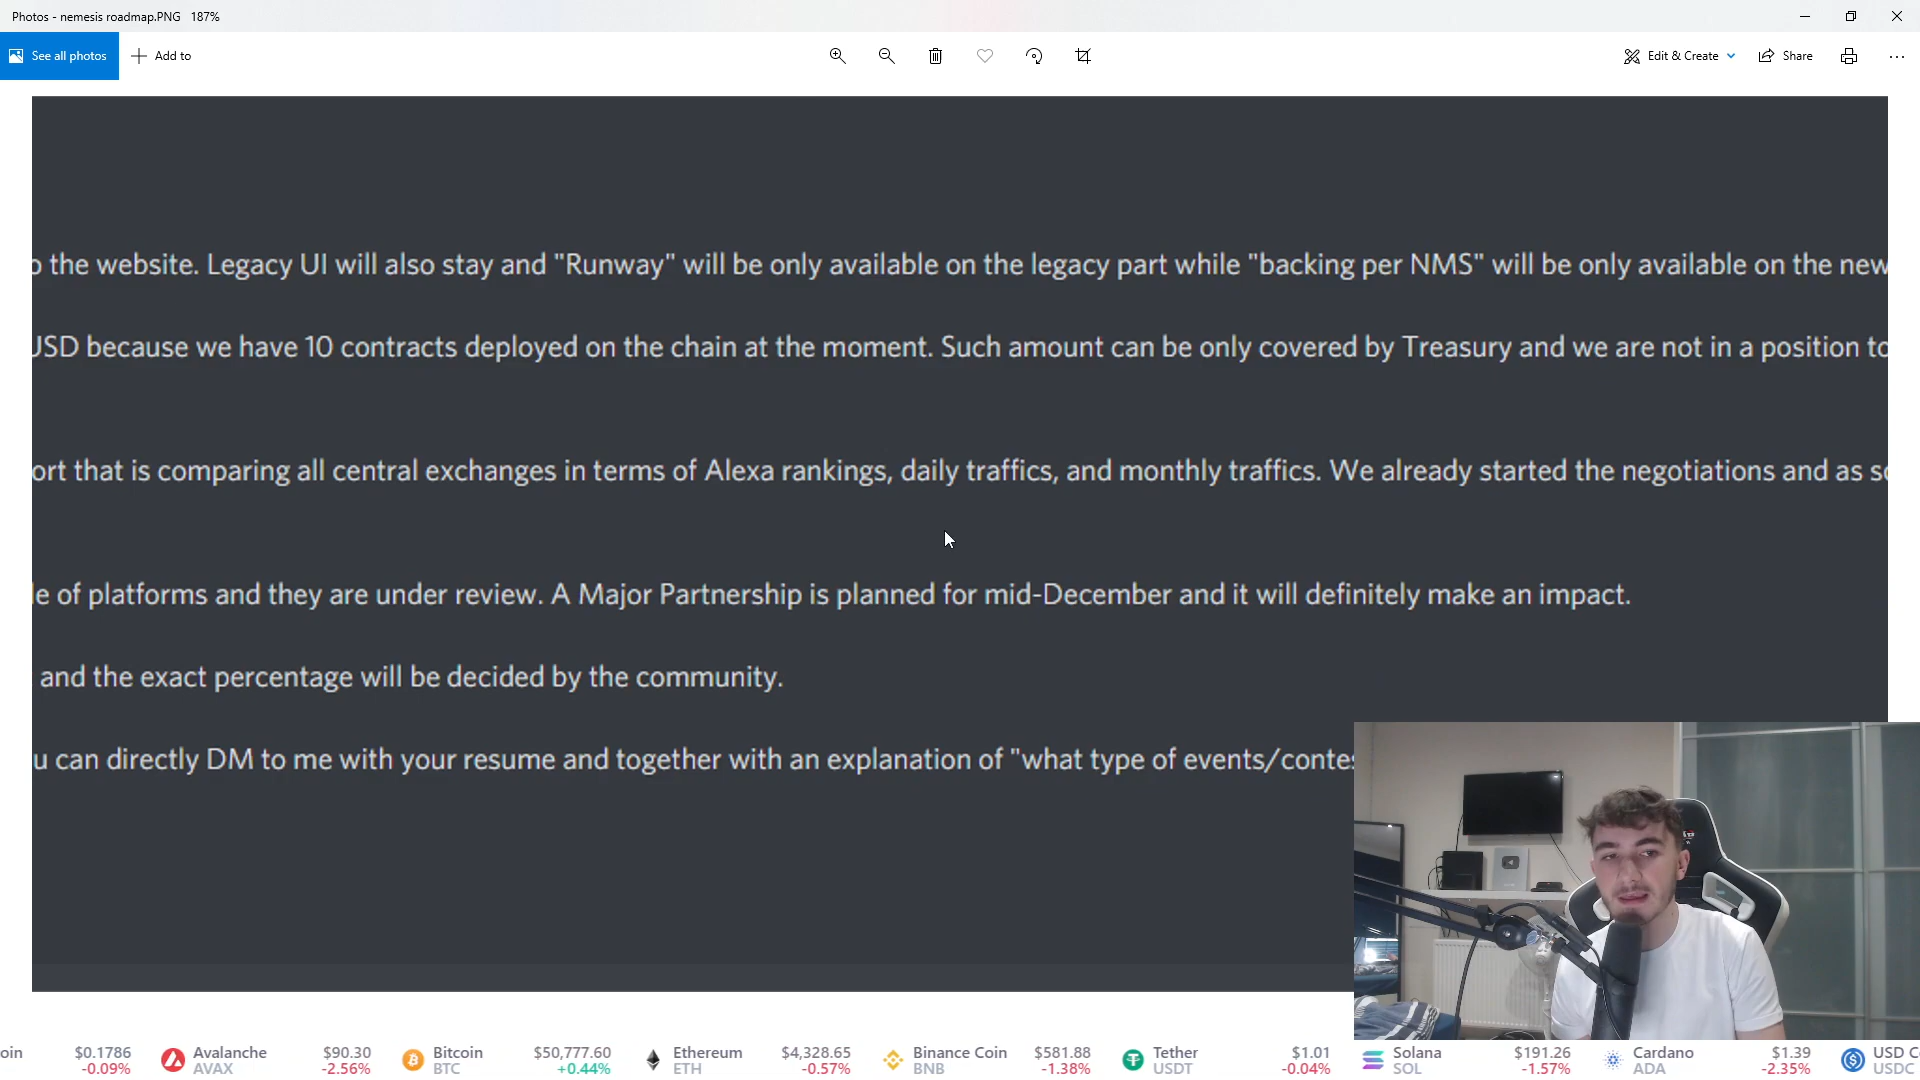 Photos - nemesis roadmap.PNG 187%
See all photos
Add to
Edit & Create
Share
o the website. Legacy UI will also stay and "Runway" will be only available on the legacy part while "backing per NMS" will be only available on the new
USD because we have 10 contracts deployed on the chain at the moment. Such amount can be only covered by Treasury and we are not in a position to
ort that is comparing all central exchanges in terms of Alexa rankings, daily traffics, and monthly traffics. We already started the negotiations and as so
le of platforms and they are under review. A Major Partnership is planned for mid-December and it will definitely make an impact.
and the exact percentage will be decided by the community.
u can directly DM to me with your resume and together with an explanation of "what type of events/contes
oin $0.1786 Avalanche $90.30 Bitcoin $50,777.60 Ethereum $4,328.65 Binance Coin $581.88 Tether $1.01 Solana $191.26 Cardano $1.39 USD C
-0.09% AVAX -2.56% BTC +0.44% ETH -0.57% BNB -1.38% USDT -0.04% SOL -1.57% ADA -2.35% USDC